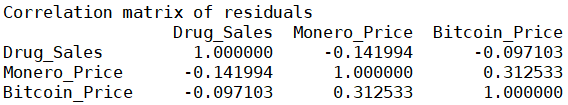 Correlation matrix of residuals
Drug_Sales Monero_Price Bitcoin_Price
Drug_Sales 1.000000 -0.141994 -0.097103
Monero_Price -0.141994 1.000000 0.312533
Bitcoin_Price -0.097103 0.312533 1.000000